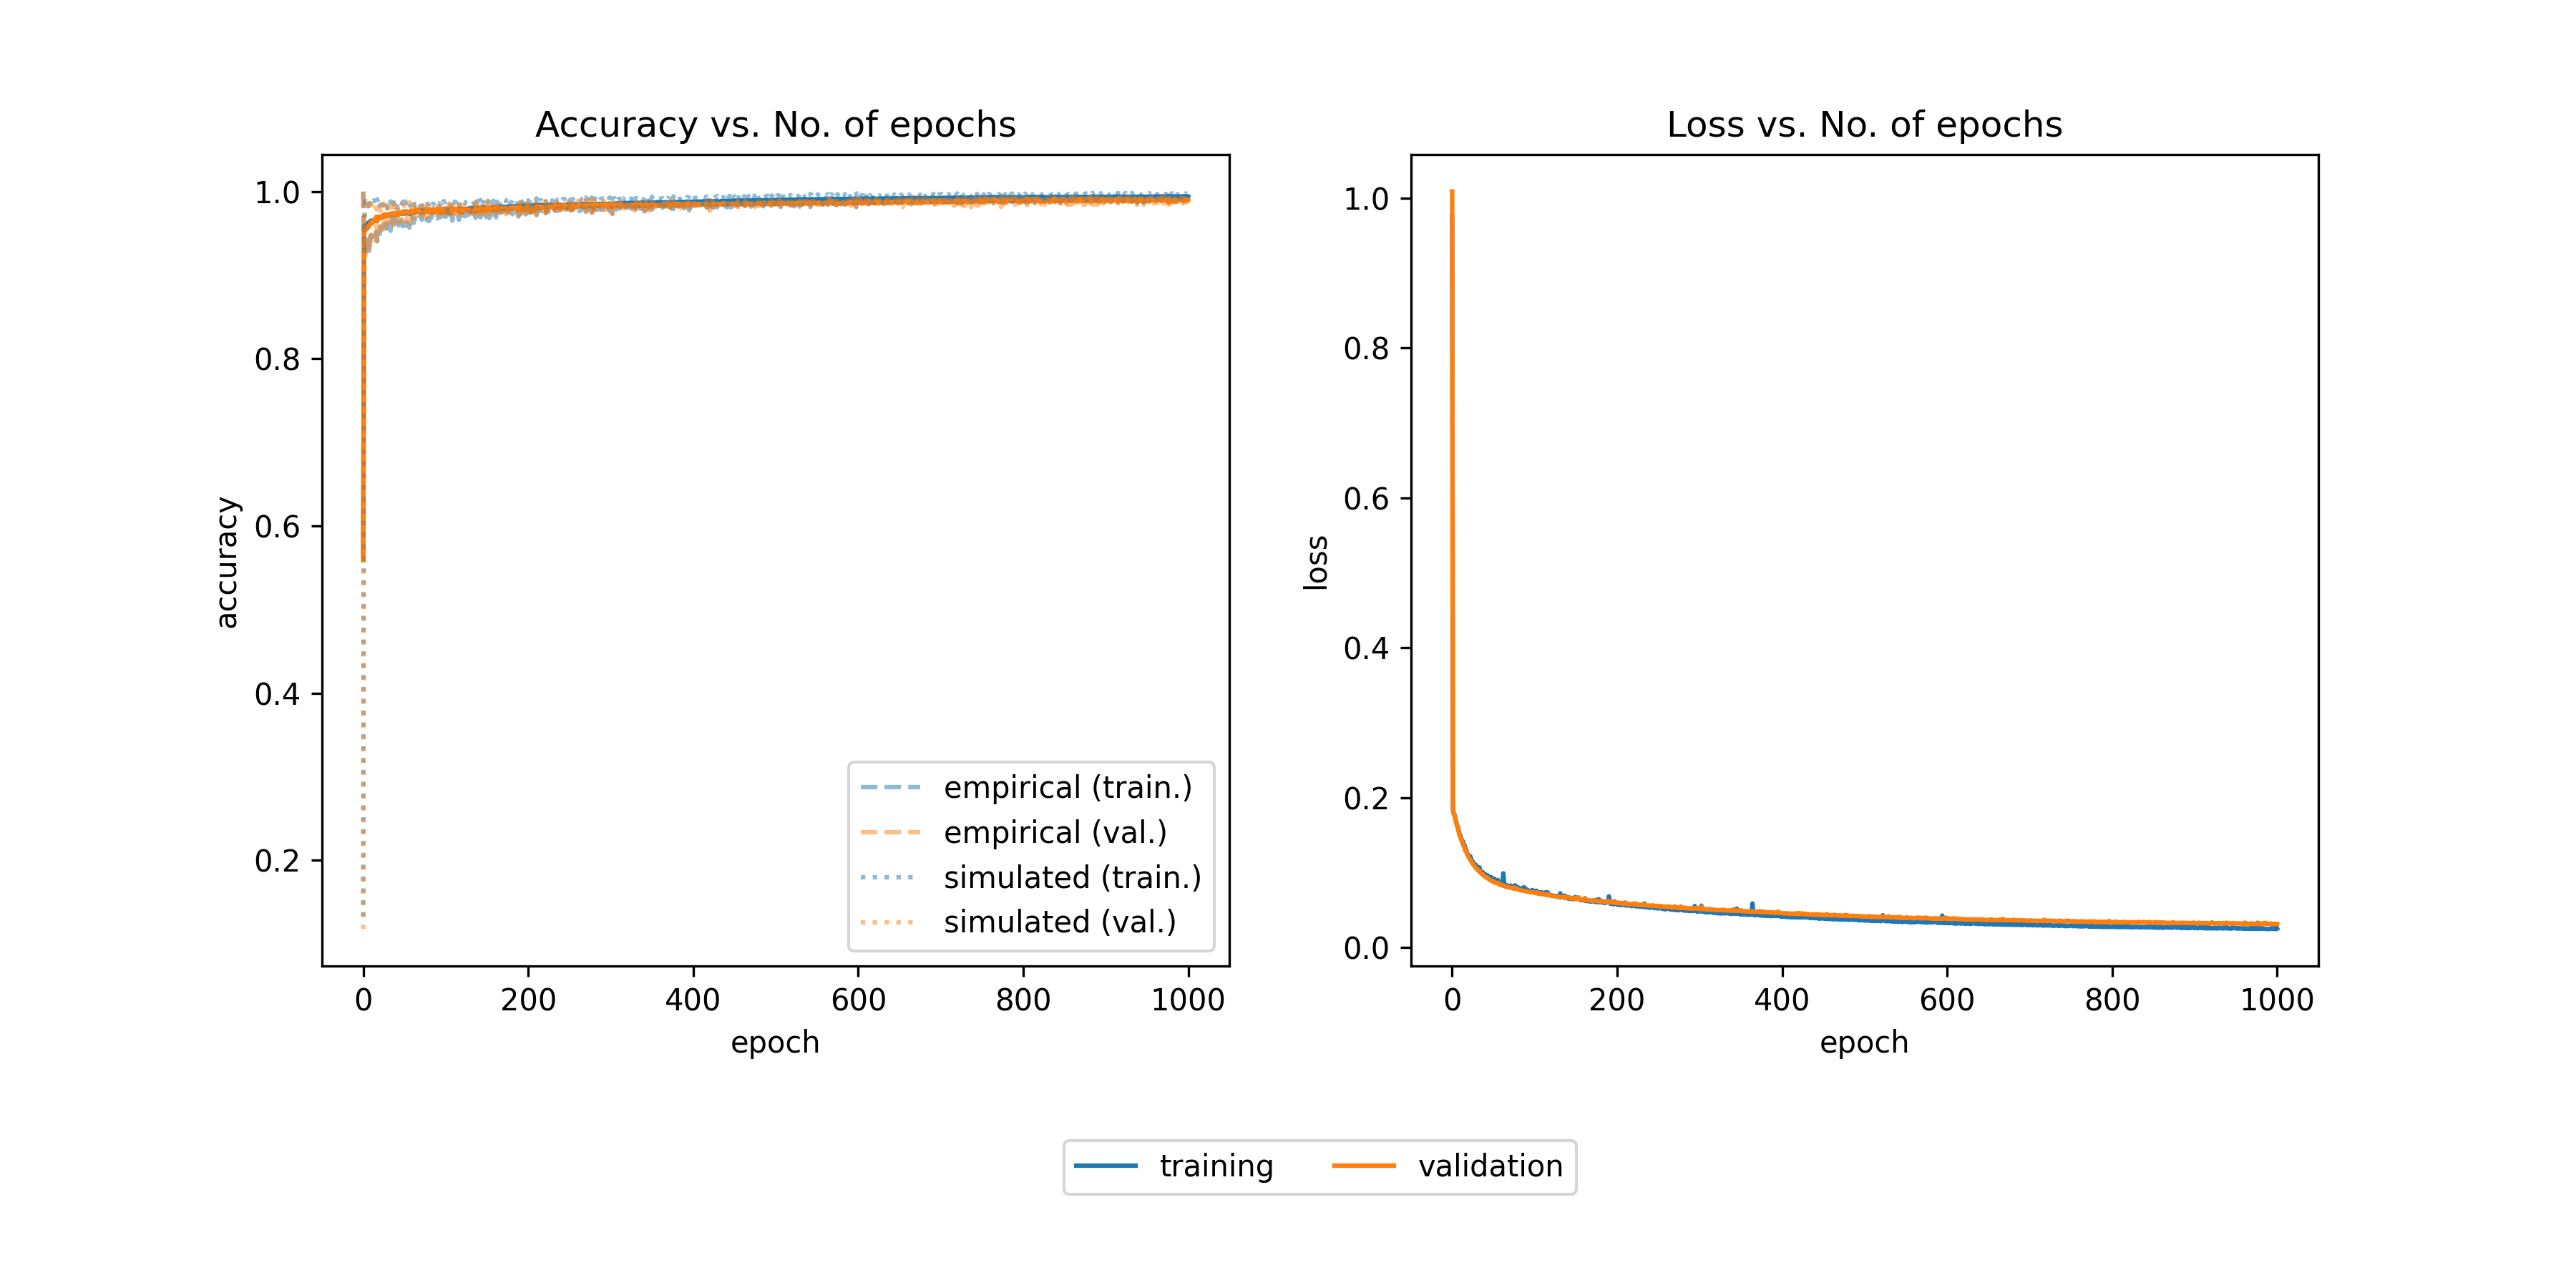 Accuracy vs. No. of epochs
1.0
0.8
0.6
0.4
0.2
accuracy
0 200 400 600 800 1000
epoch
empirical (train.)
empirical (val.)
simulated (train.)
simulated (val.)
Loss vs. No. of epochs
1.0
0.8
0.6
0.4
0.2
0.0
loss
0 200 400 600 800 1000
epoch
training validation